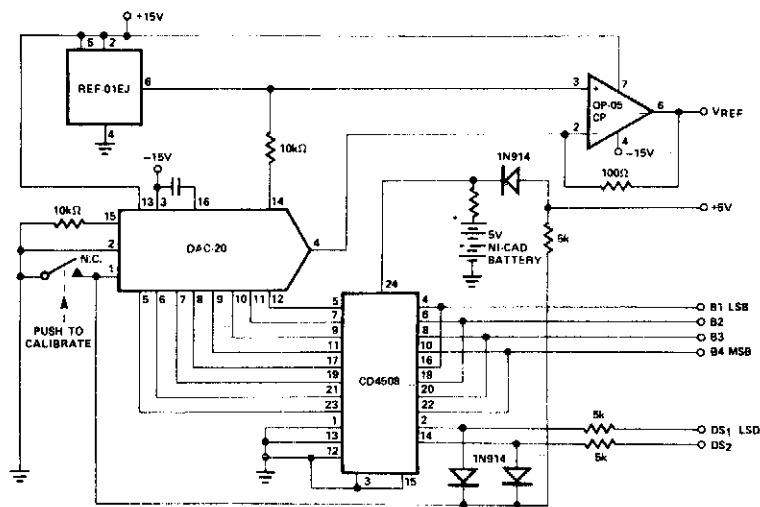 +15V
5 2
REF-01EJ
6
4
3 7
+
OP-05
CP
6
VREF
2
-
4
-15V
10kΩ
100Ω
-15V
1N914
+5V
5k
13 3 16 14
10kΩ
15
2
1
N.C.
DAC-20
4
+
5V
+
NI-CAD
BATTERY
PUSH TO
CALIBRATE
5 6 7 8 9 10 11 12
24
5 4 B1 LSB
7 6 B2
9 8 B3
11 10 B4 MSB
17 16
19 18
CD4508
21 20
23 22
1 2 5k DS1 LSD
13 14 5k DS2
12
1N914
3 15